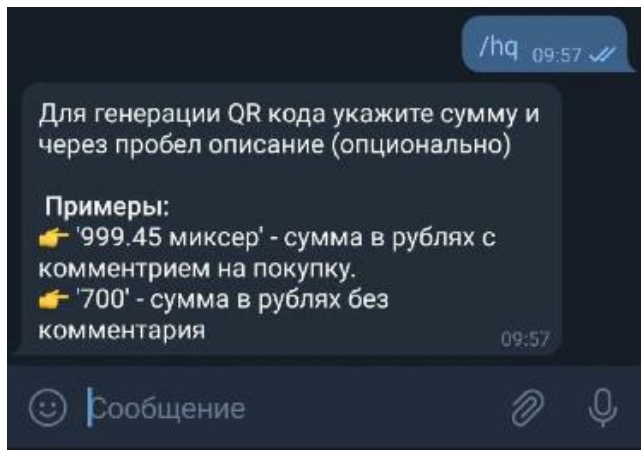 /hq 09:57
Для генерации QR кода укажите сумму и
через пробел описание (опционально)
Примеры:
👉 '999.45 миксер' - сумма в рублях с
комментрием на покупку.
👉 '700' - сумма в рублях без
комментария
09:57
Сообщение